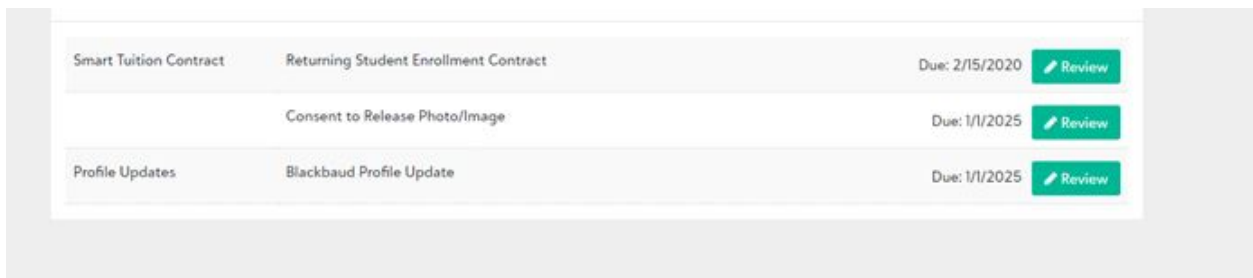 Smart Tuition Contract Returning Student Enrollment Contract Due: 2/15/2020 Review
Consent to Release Photo/Image Due: 1/1/2025 Review
Profile Updates Blackbaud Profile Update Due: 1/1/2025 Review